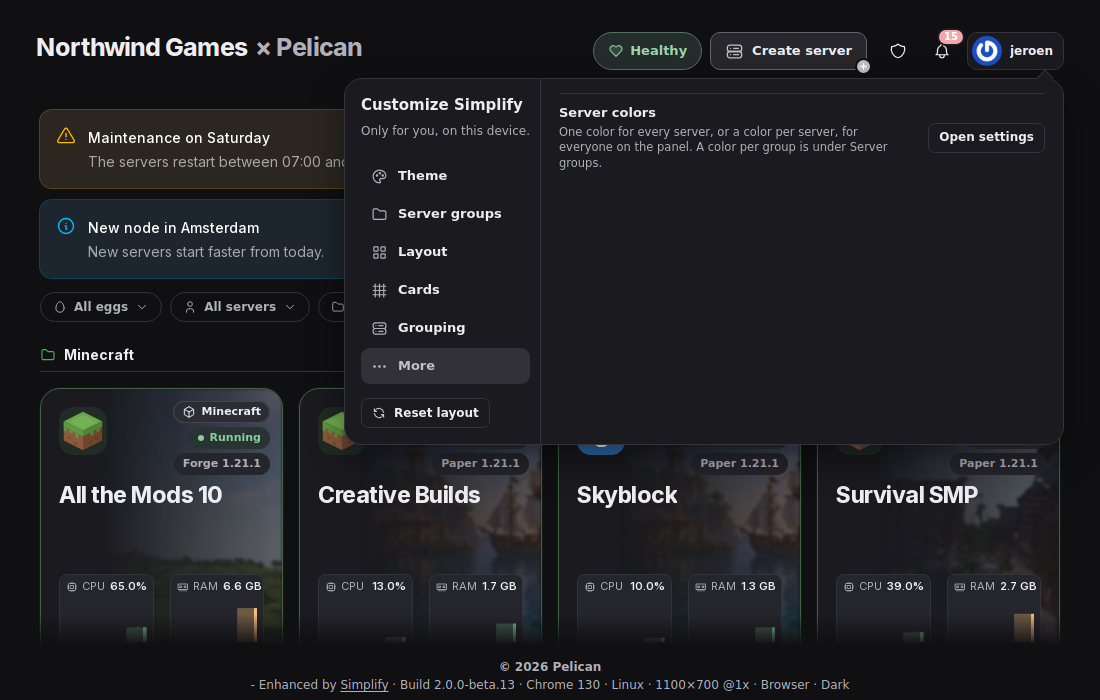 Northwind Games × Pelican
Healthy
Create server
15
jeroen
Maintenance on Saturday
The servers restart between 07:00 and
New node in Amsterdam
New servers start faster from today.
All eggs
All servers
Customize Simplify
Only for you, on this device.
Theme
Server groups
Layout
Cards
Grouping
More
Reset layout
Server colors
One color for every server, or a color per server, for
everyone on the panel. A color per group is under Server
groups.
Open settings
Minecraft
Minecraft
Running
Forge 1.21.1
All the Mods 10
CPU 65.0%
RAM 6.6 GB
Paper 1.21.1
Creative Builds
CPU 13.0%
RAM 1.7 GB
Paper 1.21.1
Skyblock
CPU 10.0%
RAM 1.3 GB
Paper 1.21.1
Survival SMP
CPU 39.0%
RAM 2.7 GB
© 2026 Pelican
- Enhanced by Simplify · Build 2.0.0-beta.13 · Chrome 130 · Linux · 1100×700 @1x · Browser · Dark